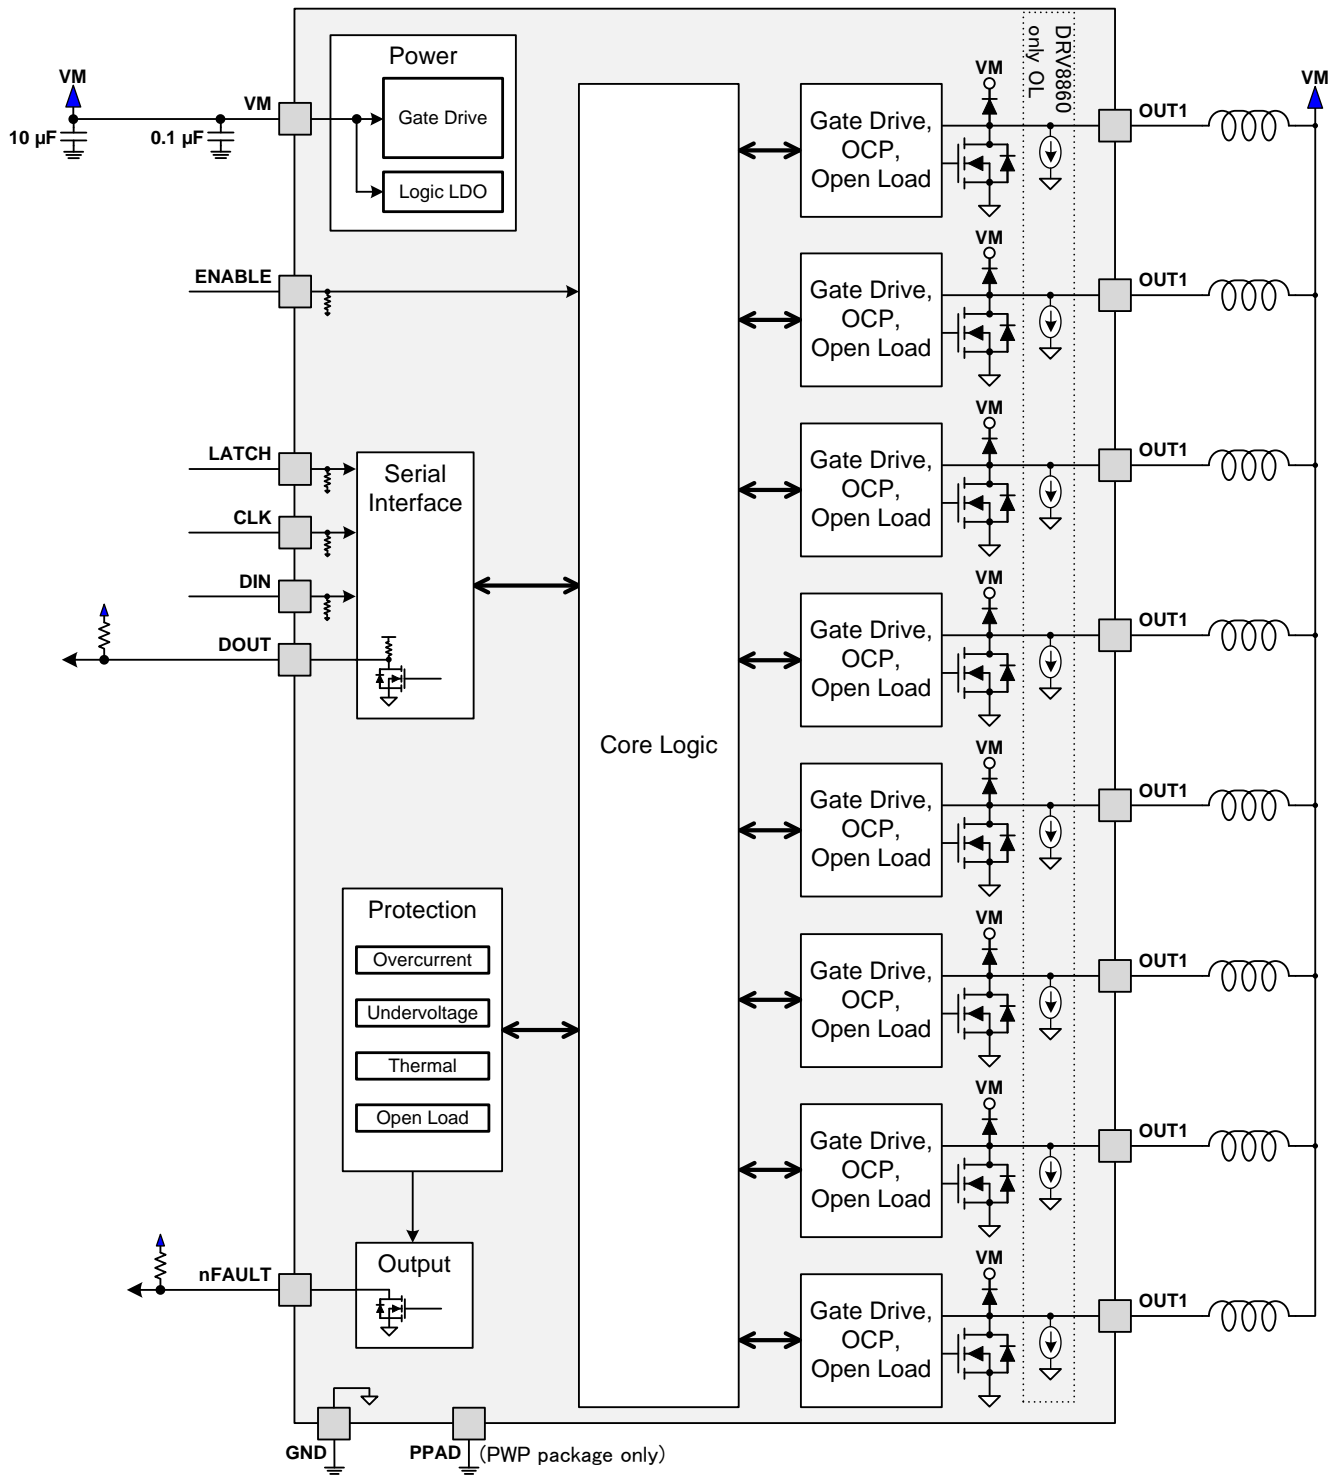 Power
VM
VM
Gate Drive
10 µF
0.1 µF
Logic LDO
ENABLE
LATCH
CLK
DIN
DOUT
Serial
Interface
Core Logic
Protection
Overcurrent
Undervoltage
Thermal
Open Load
Output
nFAULT
GND
PPAD
(PWP package only)
DRV8860
only OL
VM
VM
Gate Drive,
OCP,
Open Load
OUT1
VM
Gate Drive,
OCP,
Open Load
OUT1
VM
Gate Drive,
OCP,
Open Load
OUT1
VM
Gate Drive,
OCP,
Open Load
OUT1
VM
Gate Drive,
OCP,
Open Load
OUT1
VM
Gate Drive,
OCP,
Open Load
OUT1
VM
Gate Drive,
OCP,
Open Load
OUT1
VM
Gate Drive,
OCP,
Open Load
OUT1